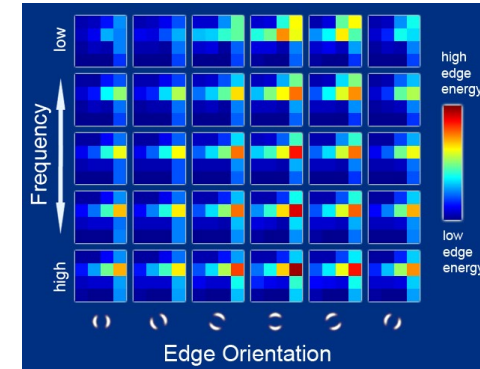 low
Frequency
high
high
edge
energy
low
edge
energy
Edge Orientation